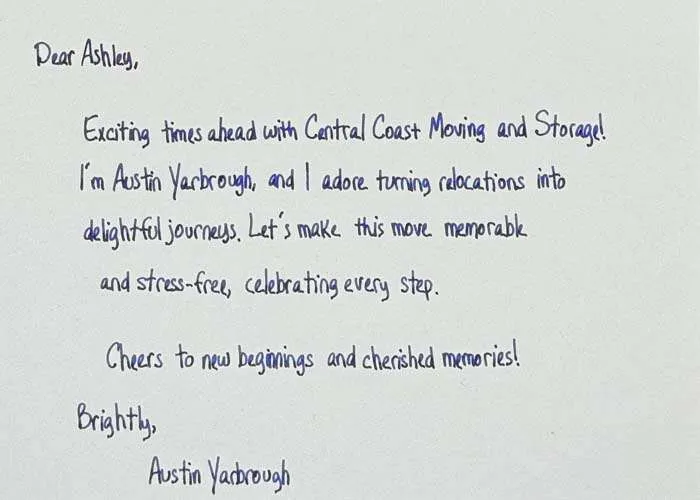 Dear Ashley,
Exciting times ahead with Central Coast Moving and Storage!
I'm Austin Yarbrough, and I adore turning relocations into
delightful journeys. Let's make this move memorable
and stress-free, celebrating every step.
Cheers to new beginnings and cherished memories!
Brightly,
Austin Yarbrough